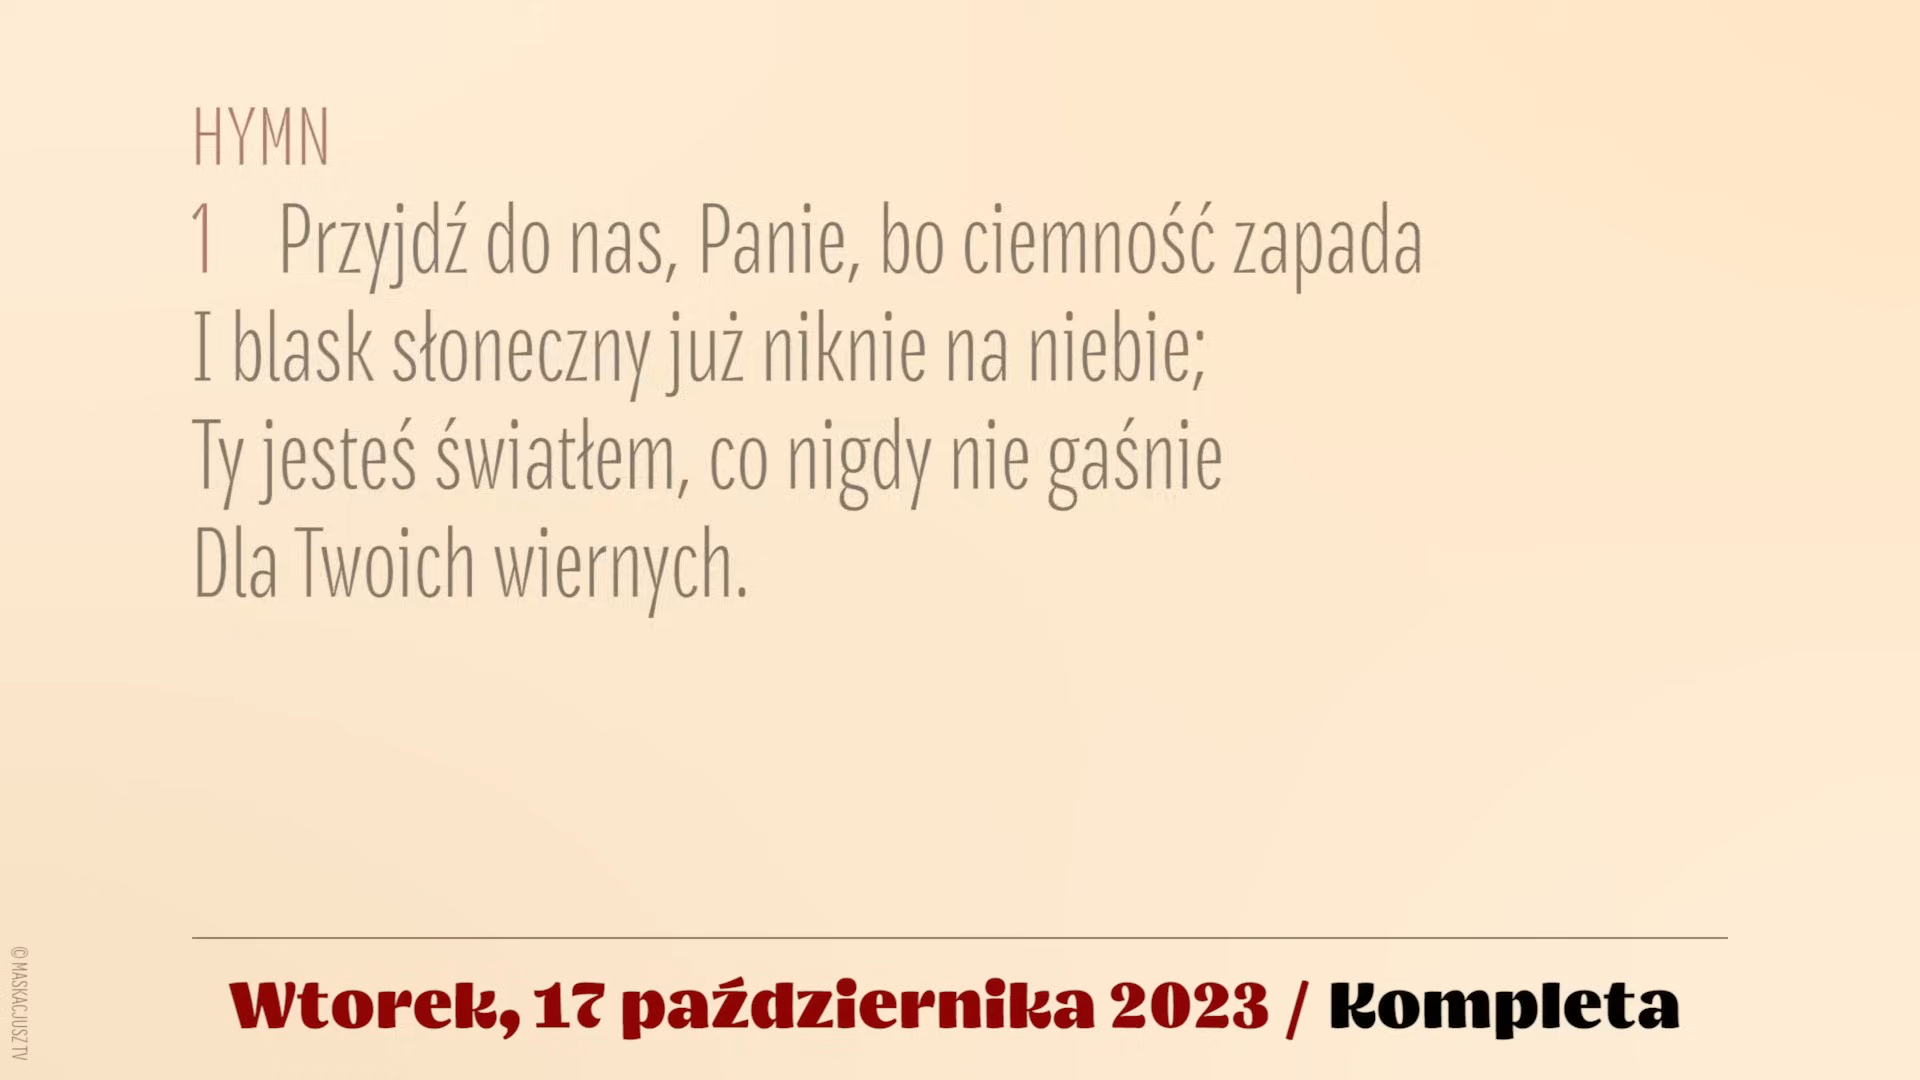 HYMN
1 Przyjdź do nas, Panie, bo ciemność zapada
I blask słoneczny już niknie na niebie;
Ty jesteś światłem, co nigdy nie gaśnie
Dla Twoich wiernych.
Wtorek, 17 października 2023 / Kompleta
© MASKACJUSZ TV